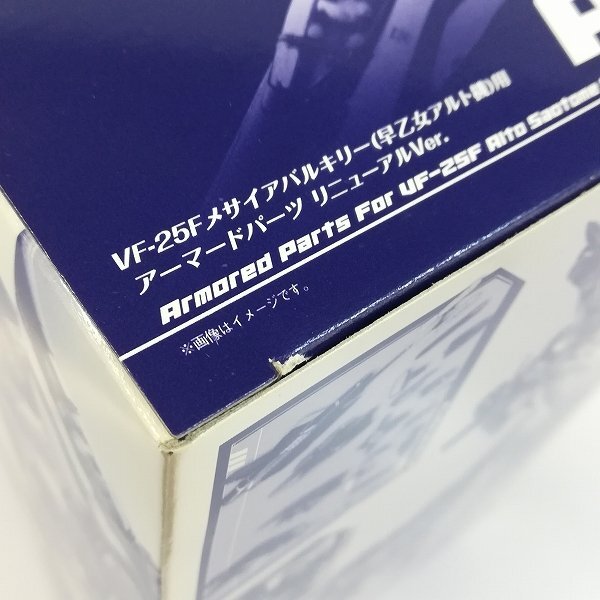 VF-25Fメサイアバルキリー(早乙女アルト機)用
アーマードパーツ リニューアルVer.
Armored Parts For VF-25F Alto Saotome
※画像はイメージです。